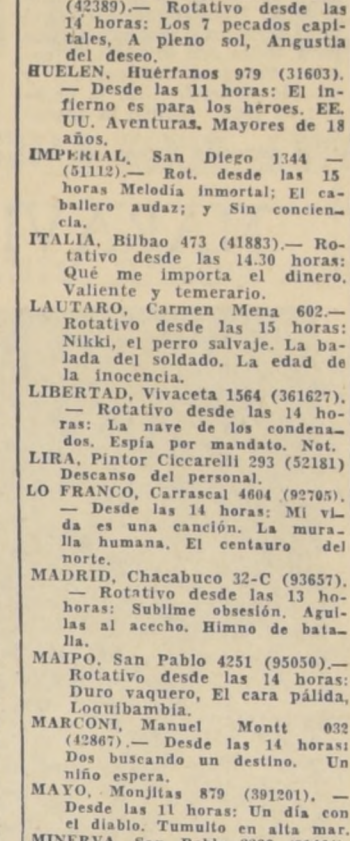 (42389).— Rotativo desde las
14 horas: Los 7 pecados capi-
tales, A pleno sol, Angustia
del deseo.
HUELEN, Huérfanos 979 (31603).
— Desde las 11 horas: El in-
fierno es para los héroes. EE.
UU. Aventuras. Mayores de 18
años.
IMPERIAL, San Diego 1344 —
(51112).— Rot. desde las 15
horas Melodía inmortal; El ca-
ballero audaz; y Sin concien-
cia.
ITALIA, Bilbao 473 (41883).— Ro-
tativo desde las 14.30 horas:
Qué me importa el dinero,
Valiente y temerario.
LAUTARO, Carmen Mena 602.—
Rotativo desde las 15 horas:
Nikki, el perro salvaje. La ba-
lada del soldado. La edad de
la inocencia.
LIBERTAD, Vivaceta 1564 (361627).
— Rotativo desde las 14 ho-
ras: La nave de los condena-
dos. Espía por mandato. Not.
LIRA, Pintor Ciccarelli 293 (52181)
Descanso del personal.
LO FRANCO, Carrascal 4604 (92705).
— Desde las 14 horas: Mi vi-
da es una canción. La mura-
lla humana. El centauro del
norte.
MADRID, Chacabuco 32-C (93657).
— Rotativo desde las 13 ho-
horas: Sublime obsesión. Agui-
las al acecho. Himno de bata-
lla.
MAIPO, San Pablo 4251 (95050).—
Rotativo desde las 14 horas:
Duro vaquero, El cara pálida,
Loquibambia.
MARCONI, Manuel Montt 032
(42867).— Desde las 14 horas:
Dos buscando un destino. Un
niño espera.
MAYO, Monjitas 879 (391201). —
Desde las 11 horas: Un día con
el diablo. Tumulto en alta mar.